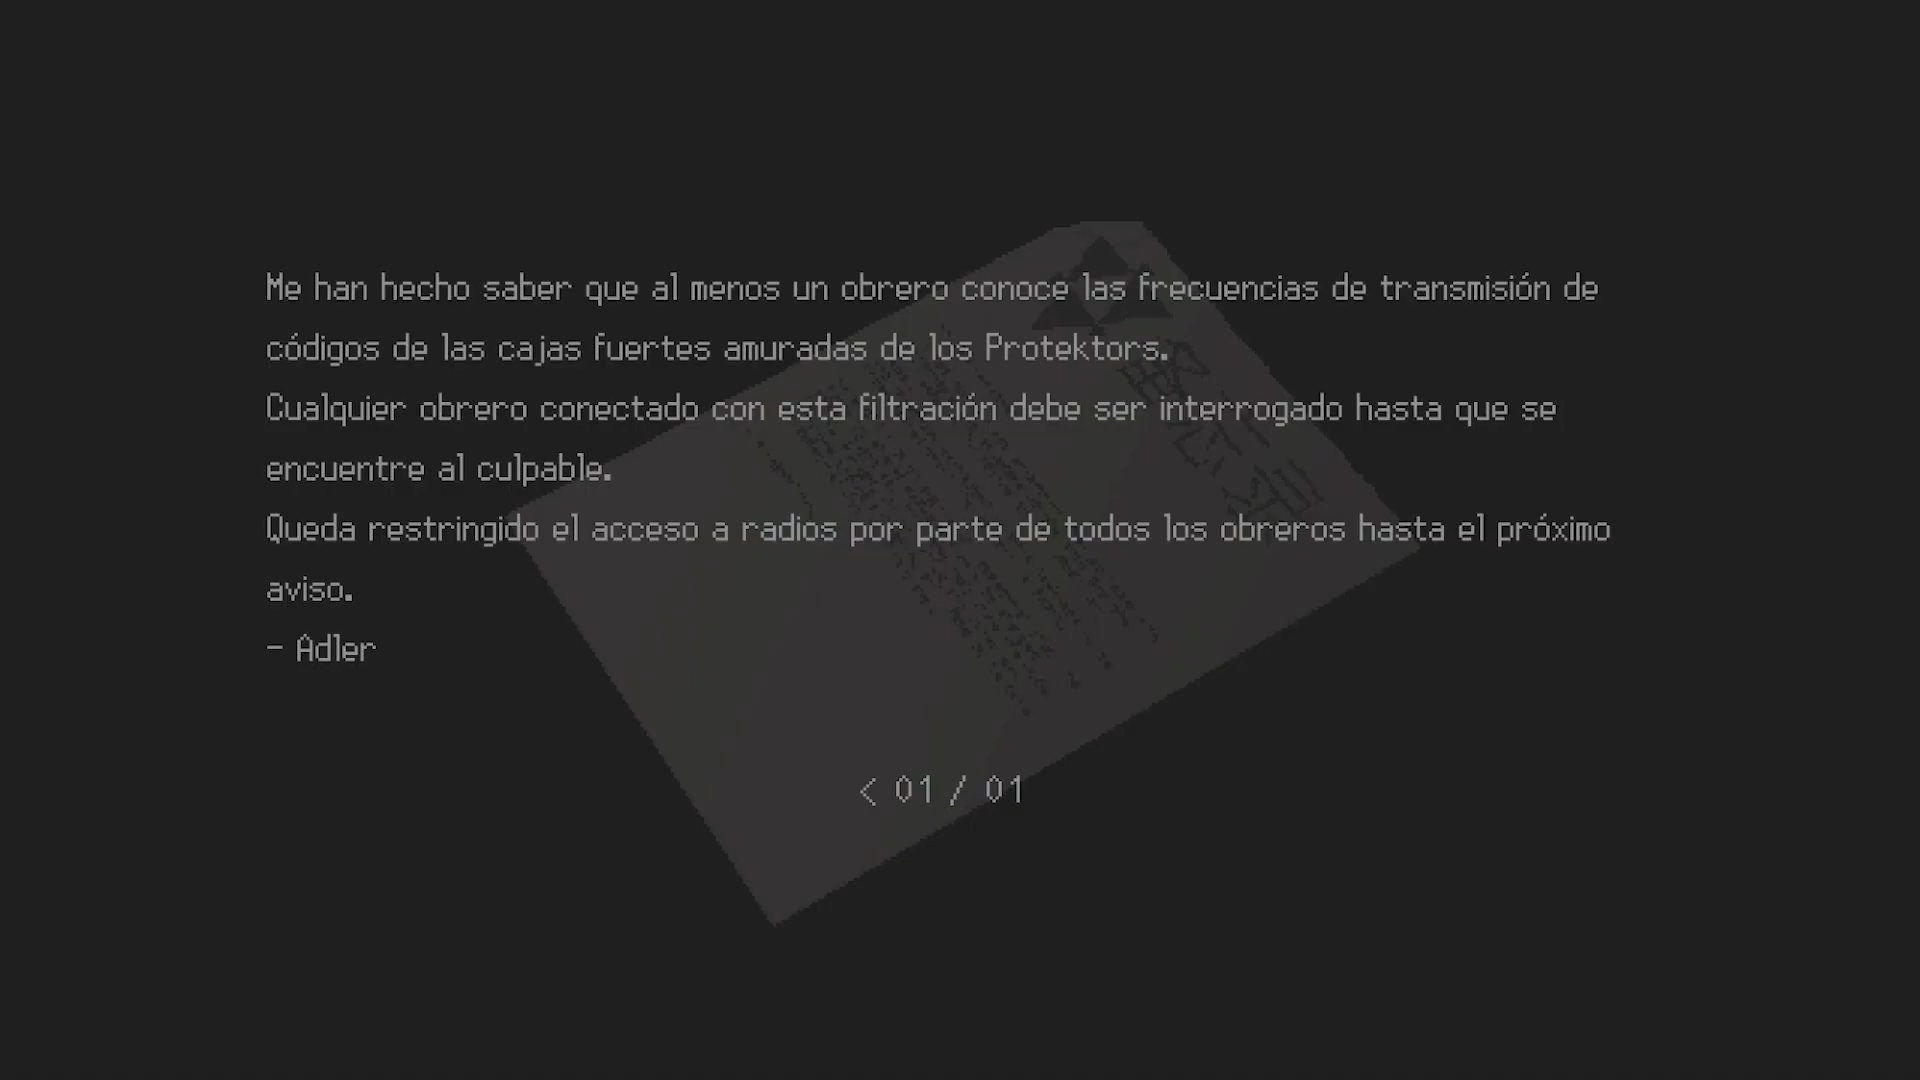 Me han hecho saber que al menos un obrero conoce las frecuencias de transmisión de
códigos de las cajas fuertes amuradas de los Protektors.
Cualquier obrero conectado con esta filtración debe ser interrogado hasta que se
encuentre al culpable.
Queda restringido el acceso a radios por parte de todos los obreros hasta el próximo
aviso.
- Adler
< 01 / 01